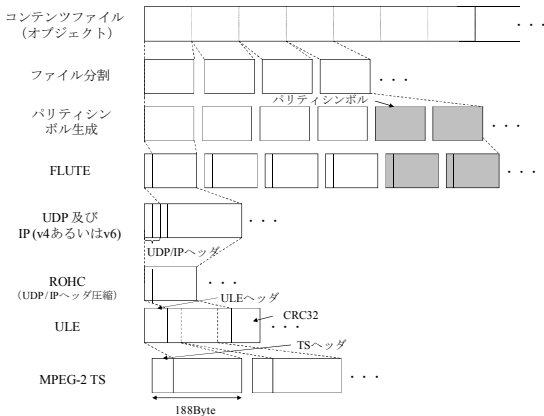 コンテンツファイル
（オブジェクト）
・・・
ファイル分割
・・・
パリティシンボル
パリティシン
ボル生成
・・・
FLUTE
・・・
UDP 及び
IP (v4あるいはv6)
・・・
UDP/IPヘッダ
ROHC
（UDP/IPヘッダ圧縮）
・・・
ULEヘッダ
CRC32
ULE
・・・
TSヘッダ
MPEG-2 TS
・・・
188Byte